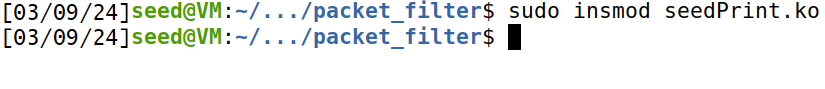 [03/09/24]seed@VM:~/.../packet_filter$ sudo insmod seedPrint.ko
[03/09/24]seed@VM:~/.../packet_filter$